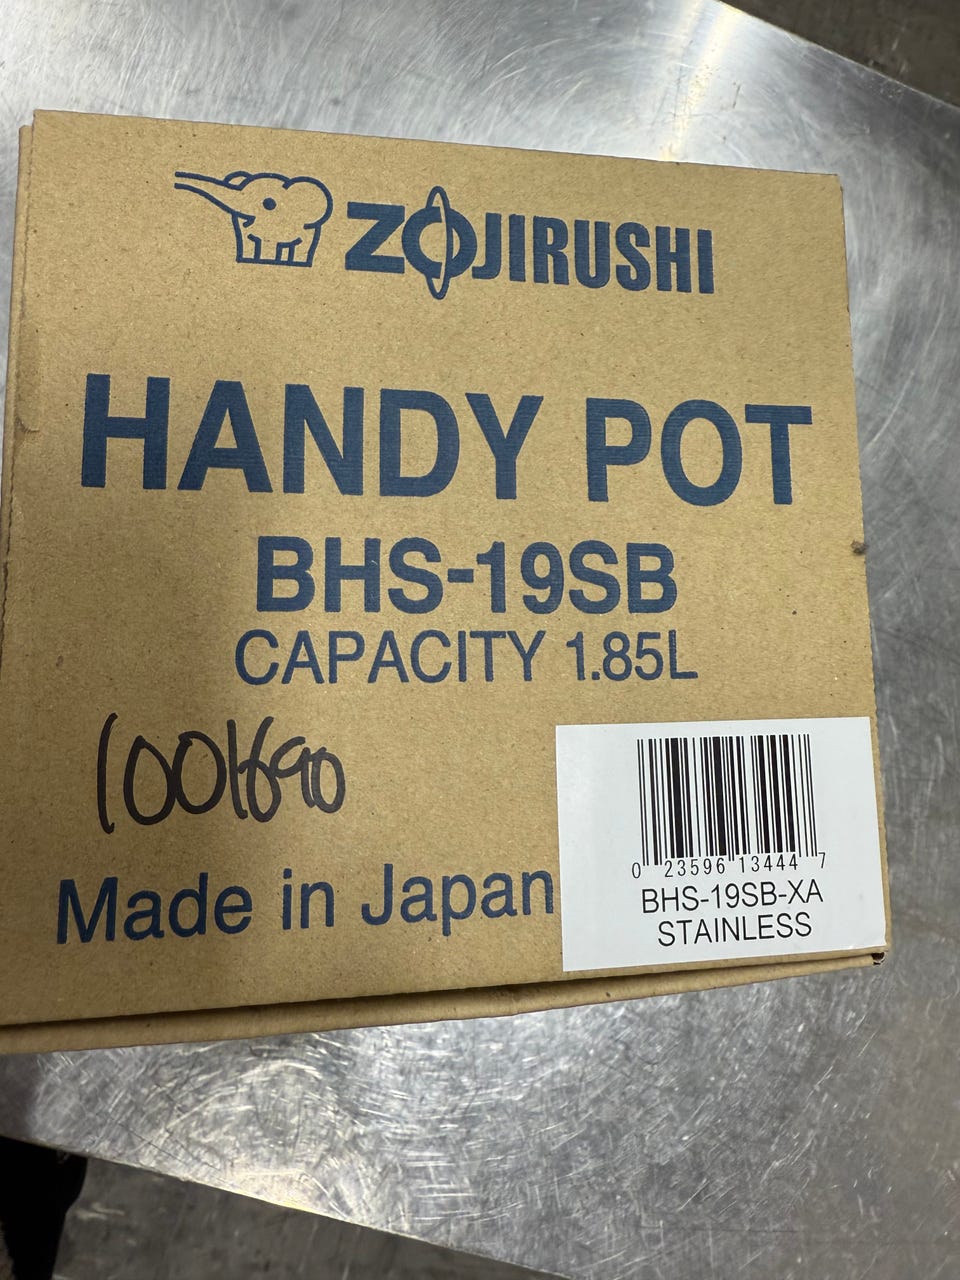 ZOJIRUSHI
HANDY POT
BHS-19SB
CAPACITY 1.85L
1001690
Made in Japan
0 23596 13444 7
BHS-19SB-XA
STAINLESS